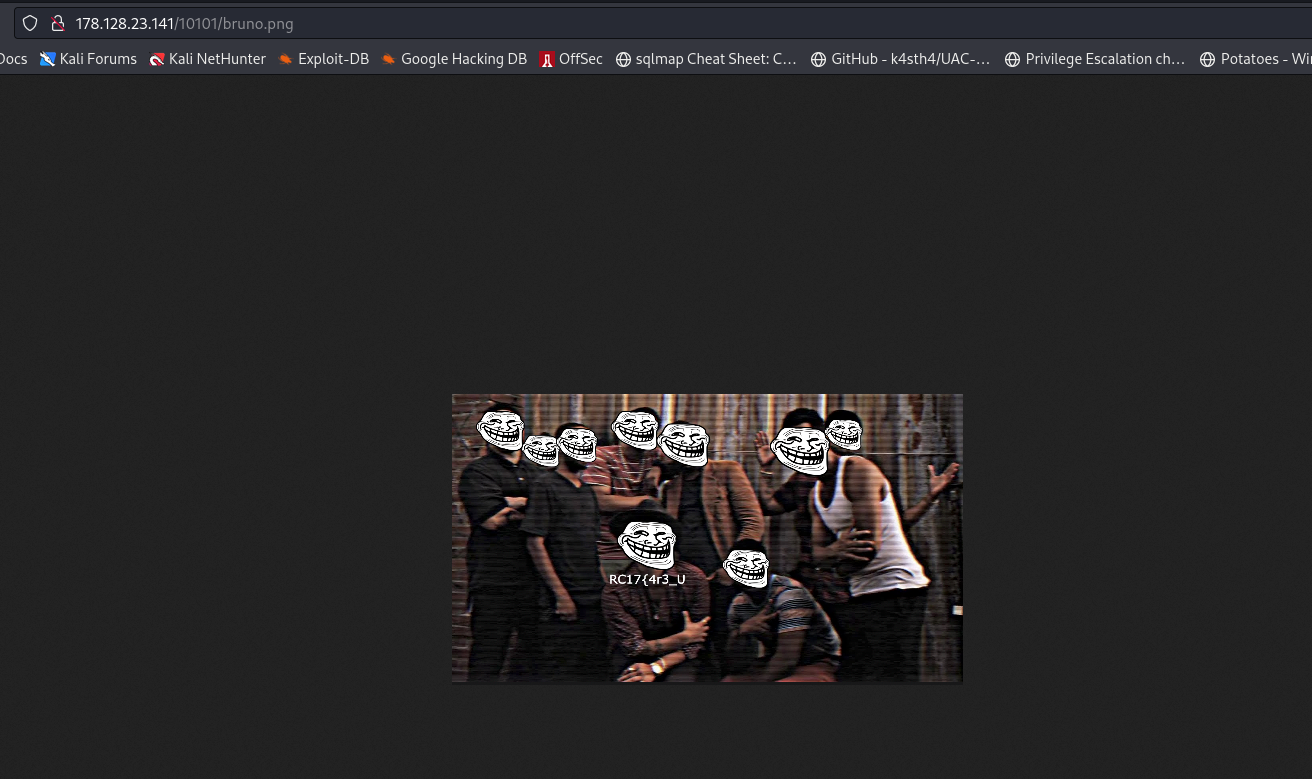 178.128.23.141/10101/bruno.png
Docs Kali Forums Kali NetHunter Exploit-DB Google Hacking DB OffSec sqlmap Cheat Sheet: C… GitHub - k4sth4/UAC-… Privilege Escalation ch… Potatoes - Wi
RC17{4r3_U